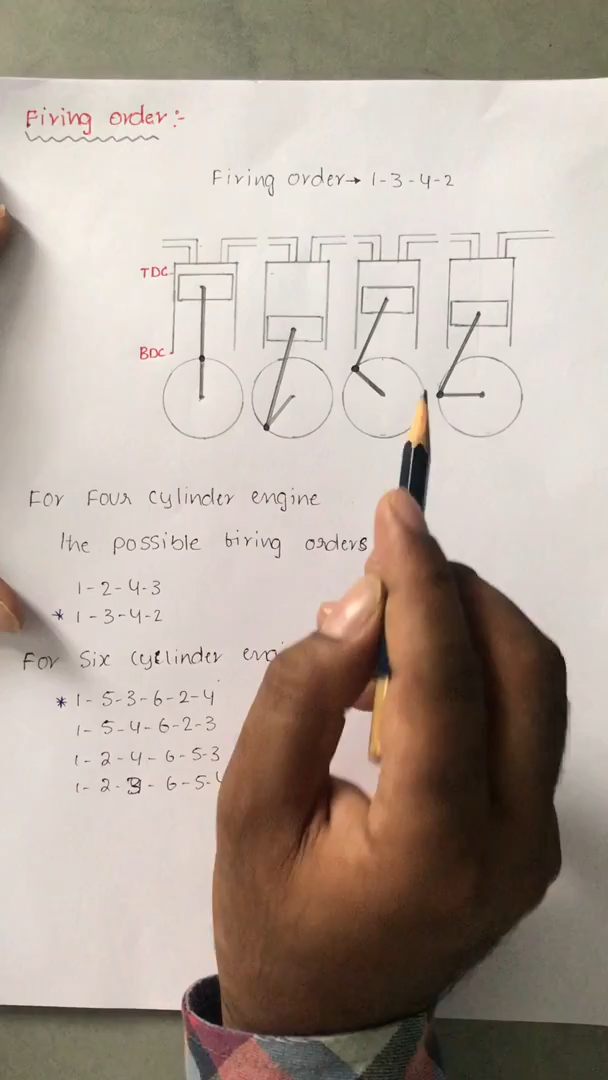 Firing order:-
Firing order→ 1-3-4-2
TDC
BDC
For Four cylinder engine
the possible firing orders
1-2-4-3
* 1-3-4-2
For Six cyclinder
* 1-5-3-6-2-4
1-5-4-6-2-3
1-2-4-6-5-3
1-2-3-6-5-